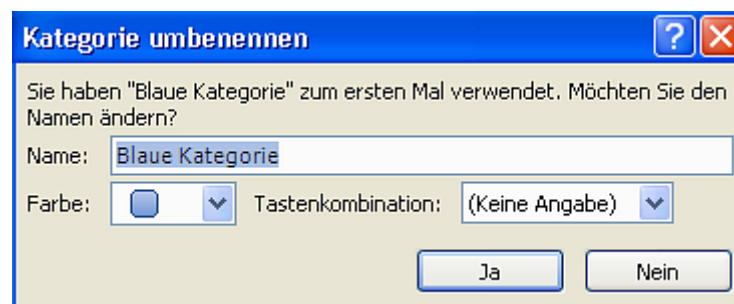 Kategorie umbenennen
Sie haben "Blaue Kategorie" zum ersten Mal verwendet. Möchten Sie den
Namen ändern?
Name: Blaue Kategorie
Farbe: Tastenkombination: (Keine Angabe)
Ja Nein